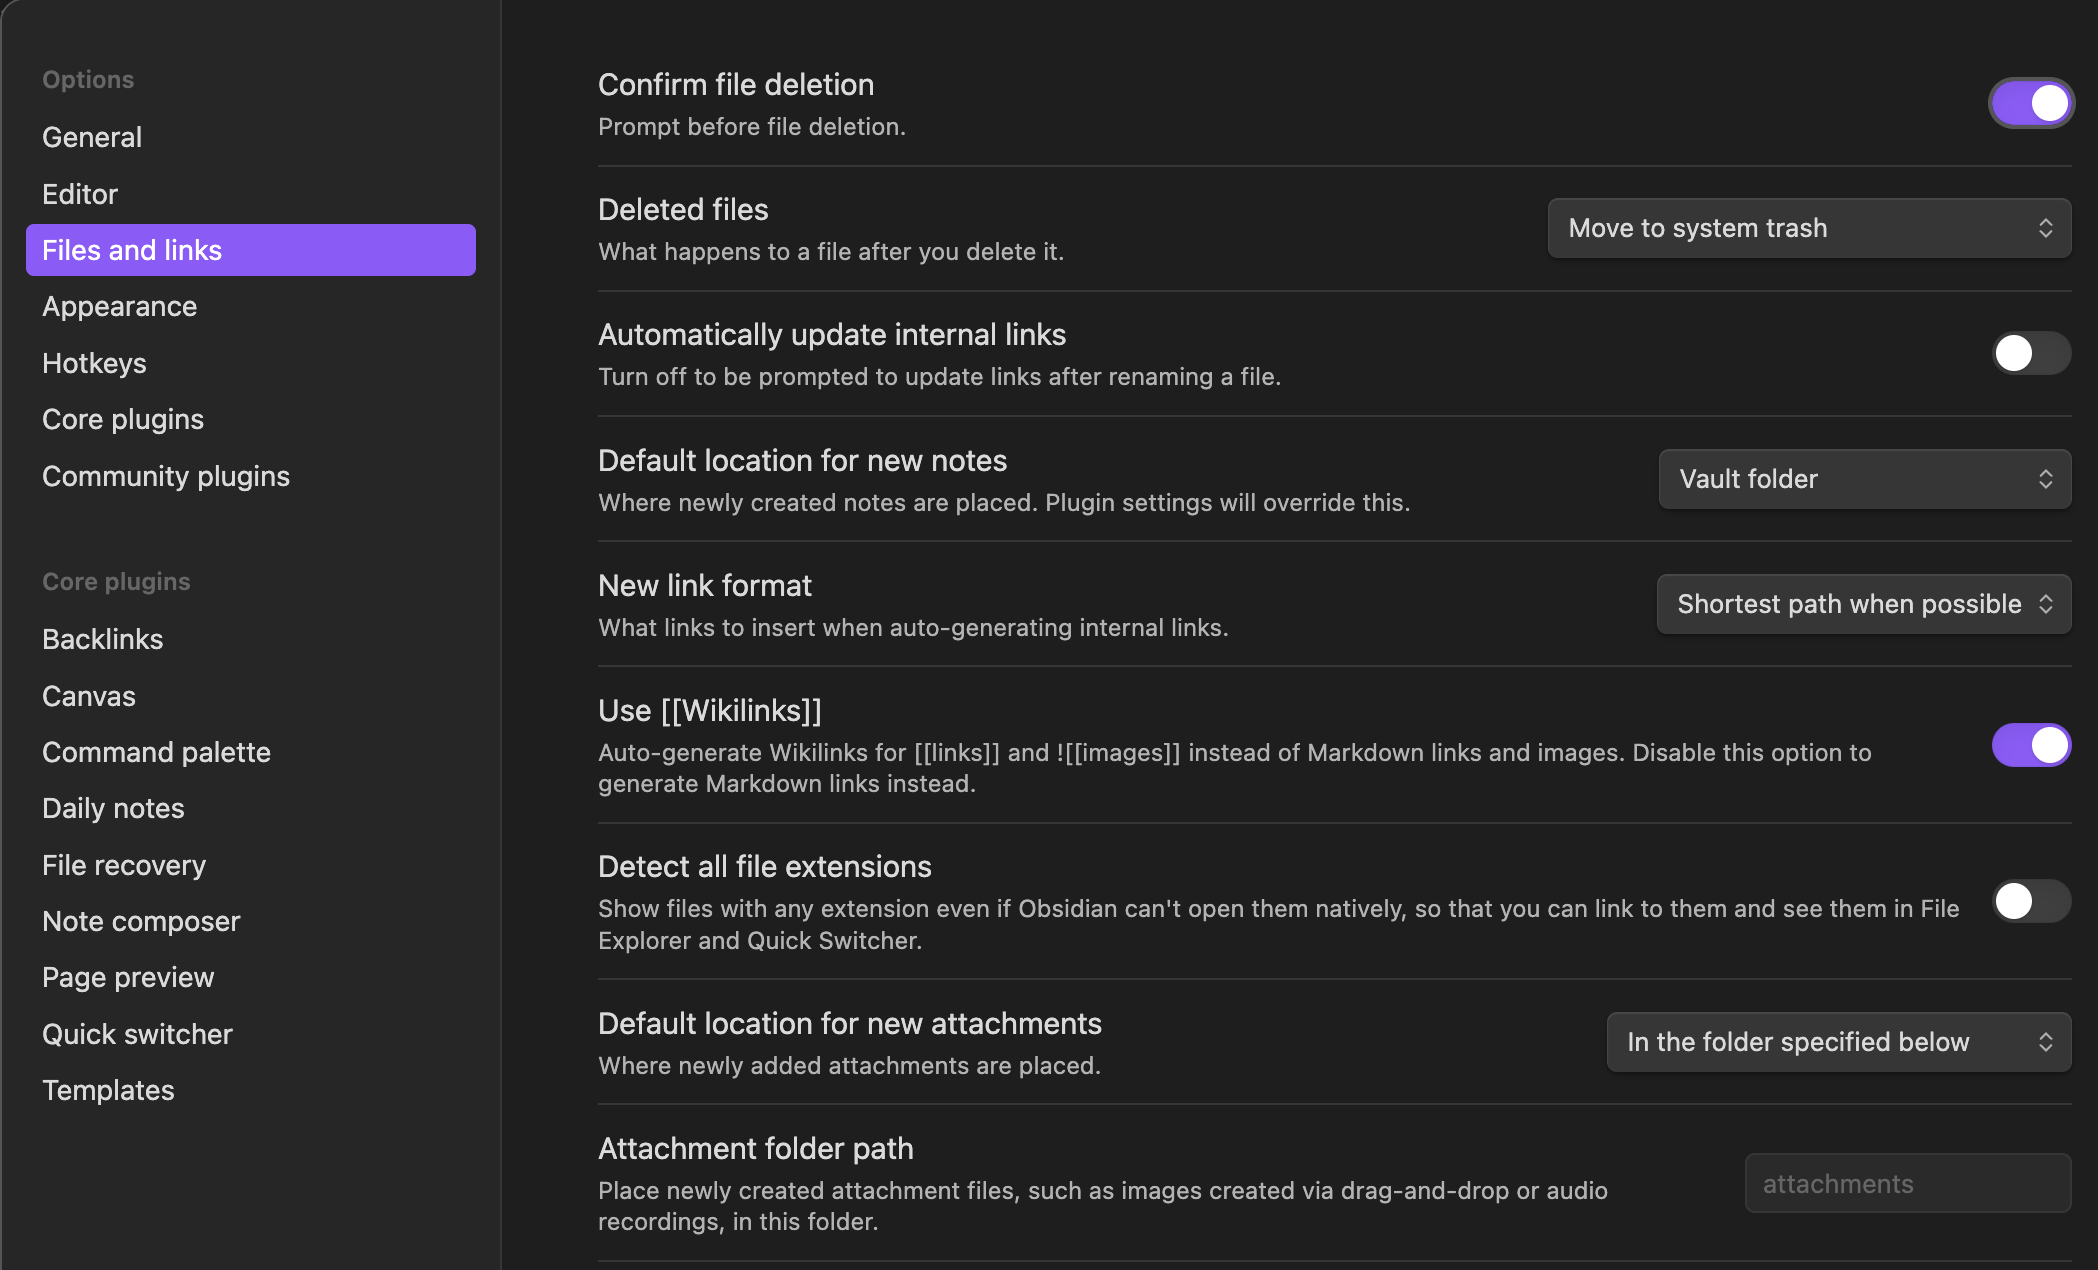 Options
General
Editor
Files and links
Appearance
Hotkeys
Core plugins
Community plugins
Core plugins
Backlinks
Canvas
Command palette
Daily notes
File recovery
Note composer
Page preview
Quick switcher
Templates
Confirm file deletion
Prompt before file deletion.
Deleted files
What happens to a file after you delete it.
Move to system trash
Automatically update internal links
Turn off to be prompted to update links after renaming a file.
Default location for new notes
Where newly created notes are placed. Plugin settings will override this.
Vault folder
New link format
What links to insert when auto-generating internal links.
Shortest path when possible
Use [[Wikilinks]]
Auto-generate Wikilinks for [[links]] and ![[images]] instead of Markdown links and images. Disable this option to
generate Markdown links instead.
Detect all file extensions
Show files with any extension even if Obsidian can't open them natively, so that you can link to them and see them in File
Explorer and Quick Switcher.
Default location for new attachments
Where newly added attachments are placed.
In the folder specified below
Attachment folder path
Place newly created attachment files, such as images created via drag-and-drop or audio
recordings, in this folder.
attachments